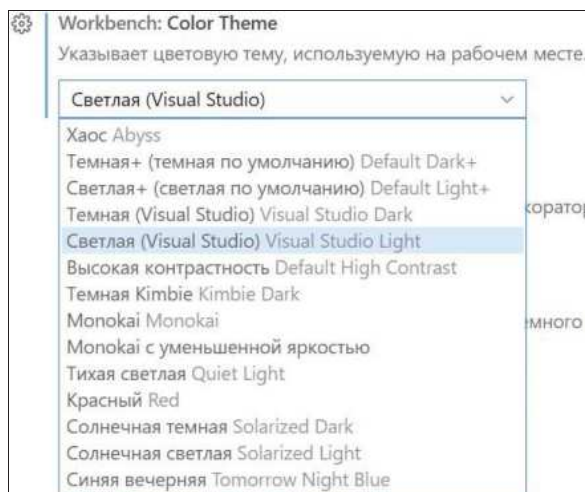 Workbench: Color Theme
Указывает цветовую тему, используемую на рабочем месте.
Светлая (Visual Studio)
Хаос Abyss
Темная+ (темная по умолчанию) Default Dark+
Светлая+ (светлая по умолчанию) Default Light+
Темная (Visual Studio) Visual Studio Dark
Светлая (Visual Studio) Visual Studio Light
Высокая контрастность Default High Contrast
Темная Kimbie Kimbie Dark
Monokai Monokai
Monokai с уменьшенной яркостью
Тихая светлая Quiet Light
Красный Red
Солнечная темная Solarized Dark
Солнечная светлая Solarized Light
Синяя вечерняя Tomorrow Night Blue